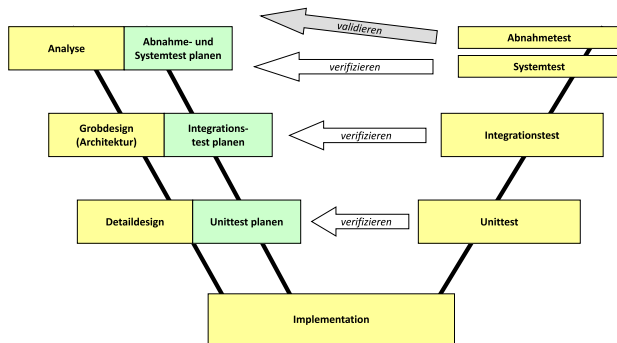 validieren
Abnahmetest
Analyse
Abnahme- und
Systemtest planen
verifizieren
Systemtest
Grobdesign
(Architektur)
Integrations-
test planen
verifizieren
Integrationstest
Detaildesign
Unittest planen
verifizieren
Unittest
Implementation